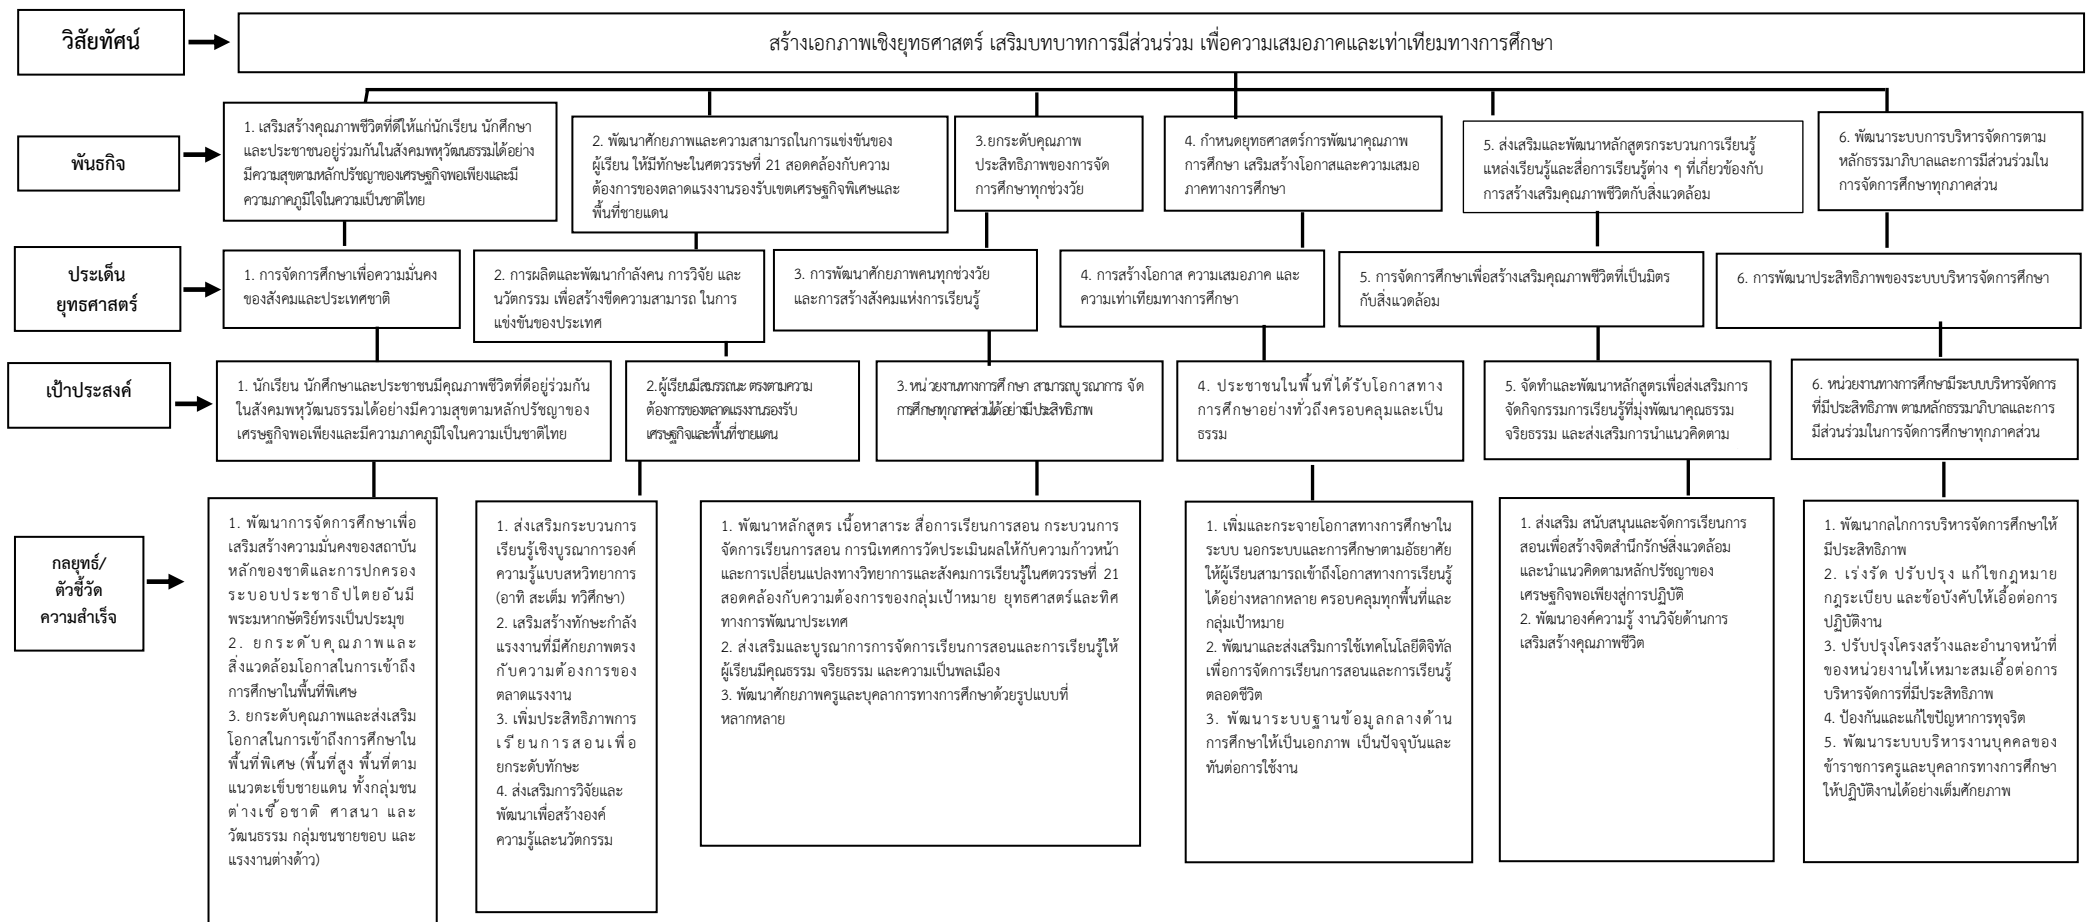 วิสัยทัศน์
สร้างเอกภาพเชิงยุทธศาสตร์ เสริมบทบาทการมีส่วนร่วม เพื่อความเสมอภาคและเท่าเทียมทางการศึกษา
พันธกิจ
1. เสริมสร้างคุณภาพชีวิตที่ดีให้แก่นักเรียน นักศึกษา
และประชาชนอยู่ร่วมกันในสังคมพหุวัฒนธรรมได้อย่าง
มีความสุขตามหลักปรัชญาของเศรษฐกิจพอเพียงและมี
ความภาคภูมิใจในความเป็นชาติไทย
2. พัฒนาศักยภาพและความสามารถในการแข่งขันของ
ผู้เรียน ให้มีทักษะในศตวรรษที่ 21 สอดคล้องกับความ
ต้องการของตลาดแรงงานรองรับเขตเศรษฐกิจพิเศษและ
พื้นที่ชายแดน
3.ยกระดับคุณภาพ
ประสิทธิภาพของการจัด
การศึกษาทุกช่วงวัย
4. กำหนดยุทธศาสตร์การพัฒนาคุณภาพ
การศึกษา เสริมสร้างโอกาสและความเสมอ
ภาคทางการศึกษา
5. ส่งเสริมและพัฒนาหลักสูตรกระบวนการเรียนรู้
แหล่งเรียนรู้และสื่อการเรียนรู้ต่าง ๆ ที่เกี่ยวข้องกับ
การสร้างเสริมคุณภาพชีวิตกับสิ่งแวดล้อม
6. พัฒนาระบบการบริหารจัดการตาม
หลักธรรมาภิบาลและการมีส่วนร่วมใน
การจัดการศึกษาทุกภาคส่วน
ประเด็น
ยุทธศาสตร์
1. การจัดการศึกษาเพื่อความมั่นคง
ของสังคมและประเทศชาติ
2. การผลิตและพัฒนากำลังคน การวิจัย และ
นวัตกรรม เพื่อสร้างขีดความสามารถ ในการ
แข่งขันของประเทศ
3. การพัฒนาศักยภาพคนทุกช่วงวัย
และการสร้างสังคมแห่งการเรียนรู้
4. การสร้างโอกาส ความเสมอภาค และ
ความเท่าเทียมทางการศึกษา
5. การจัดการศึกษาเพื่อสร้างเสริมคุณภาพชีวิตที่เป็นมิตร
กับสิ่งแวดล้อม
6. การพัฒนาประสิทธิภาพของระบบบริหารจัดการศึกษา
เป้าประสงค์
1. นักเรียน นักศึกษาและประชาชนมีคุณภาพชีวิตที่ดีอยู่ร่วมกัน
ในสังคมพหุวัฒนธรรมได้อย่างมีความสุขตามหลักปรัชญาของ
เศรษฐกิจพอเพียงและมีความภาคภูมิใจในความเป็นชาติไทย
2.ผู้เรียนมีสมรรถนะ ตรงตามความ
ต้องการของตลาดแรงงานรองรับ
เศรษฐกิจและพื้นที่ชายแดน
3.หน่วยงานทางการศึกษา สามารถบูรณาการ จัด
การศึกษาทุกภาคส่วนได้อย่างมีประสิทธิภาพ
4. ประชาชนในพื้นที่ได้รับโอกาสทาง
การศึกษาอย่างทั่วถึงครอบคลุมและเป็น
ธรรม
5. จัดทำและพัฒนาหลักสูตรเพื่อส่งเสริมการ
จัดกิจกรรมการเรียนรู้ที่มุ่งพัฒนาคุณธรรม
จริยธรรม และส่งเสริมการนำแนวคิดตาม
6. หน่วยงานทางการศึกษามีระบบบริหารจัดการ
ที่มีประสิทธิภาพ ตามหลักธรรมาภิบาลและการ
มีส่วนร่วมในการจัดการศึกษาทุกภาคส่วน
กลยุทธ์/
ตัวชี้วัด
ความสำเร็จ
1. พัฒนาการจัดการศึกษาเพื่อ
เสริมสร้างความมั่นคงของสถาบัน
หลักของชาติและการปกครอง
ระบอบประชาธิปไตยอันมี
พระมหากษัตริย์ทรงเป็นประมุข
2. ยกระดับคุณภาพและ
สิ่งแวดล้อมโอกาสในการเข้าถึง
การศึกษาในพื้นที่พิเศษ
3. ยกระดับคุณภาพและส่งเสริม
โอกาสในการเข้าถึงการศึกษาใน
พื้นที่พิเศษ (พื้นที่สูง พื้นที่ตาม
แนวตะเข็บชายแดน ทั้งกลุ่มชน
ต่างเชื้อชาติ ศาสนา และ
วัฒนธรรม กลุ่มชนชายขอบ และ
แรงงานต่างด้าว)
1. ส่งเสริมกระบวนการ
เรียนรู้เชิงบูรณาการองค์
ความรู้แบบสหวิทยาการ
(อาทิ สะเต็ม ทวิศึกษา)
2. เสริมสร้างทักษะกำลัง
แรงงานที่มีศักยภาพตรง
กับความต้องการของ
ตลาดแรงงาน
3. เพิ่มประสิทธิภาพการ
เรียนการสอนเพื่อ
ยกระดับทักษะ
4. ส่งเสริมการวิจัยและ
พัฒนาเพื่อสร้างองค์
ความรู้และนวัตกรรม
1. พัฒนาหลักสูตร เนื้อหาสาระ สื่อการเรียนการสอน กระบวนการ
จัดการเรียนการสอน การนิเทศการวัดประเมินผลให้กับความก้าวหน้า
และการเปลี่ยนแปลงทางวิทยาการและสังคมการเรียนรู้ในศตวรรษที่ 21
สอดคล้องกับความต้องการของกลุ่มเป้าหมาย ยุทธศาสตร์และทิศ
ทางการพัฒนาประเทศ
2. ส่งเสริมและบูรณาการการจัดการเรียนการสอนและการเรียนรู้ให้
ผู้เรียนมีคุณธรรม จริยธรรม และความเป็นพลเมือง
3. พัฒนาศักยภาพครูและบุคลาการทางการศึกษาด้วยรูปแบบที่
หลากหลาย
1. เพิ่มและกระจายโอกาสทางการศึกษาใน
ระบบ นอกระบบและการศึกษาตามอัธยาศัย
ให้ผู้เรียนสามารถเข้าถึงโอกาสทางการเรียนรู้
ได้อย่างหลากหลาย ครอบคลุมทุกพื้นที่และ
กลุ่มเป้าหมาย
2. พัฒนาและส่งเสริมการใช้เทคโนโลยีดิจิทัล
เพื่อการจัดการเรียนการสอนและการเรียนรู้
ตลอดชีวิต
3. พัฒนาระบบฐานข้อมูลกลางด้าน
การศึกษาให้เป็นเอกภาพ เป็นปัจจุบันและ
ทันต่อการใช้งาน
1. ส่งเสริม สนับสนุนและจัดการเรียนการ
สอนเพื่อสร้างจิตสำนึกรักษ์สิ่งแวดล้อม
และนำแนวคิดตามหลักปรัชญาของ
เศรษฐกิจพอเพียงสู่การปฏิบัติ
2. พัฒนาองค์ความรู้ งานวิจัยด้านการ
เสริมสร้างคุณภาพชีวิต
1. พัฒนากลไกการบริหารจัดการศึกษาให้
มีประสิทธิภาพ
2. เร่งรัด ปรับปรุง แก้ไขกฎหมาย
กฎระเบียบ และข้อบังคับให้เอื้อต่อการ
ปฏิบัติงาน
3. ปรับปรุงโครงสร้างและอำนาจหน้าที่
ของหน่วยงานให้เหมาะสมเอื้อต่อการ
บริหารจัดการที่มีประสิทธิภาพ
4. ป้องกันและแก้ไขปัญหาการทุจริต
5. พัฒนาระบบบริหารงานบุคคลของ
ข้าราชการครูและบุคลากรทางการศึกษา
ให้ปฏิบัติงานได้อย่างเต็มศักยภาพ